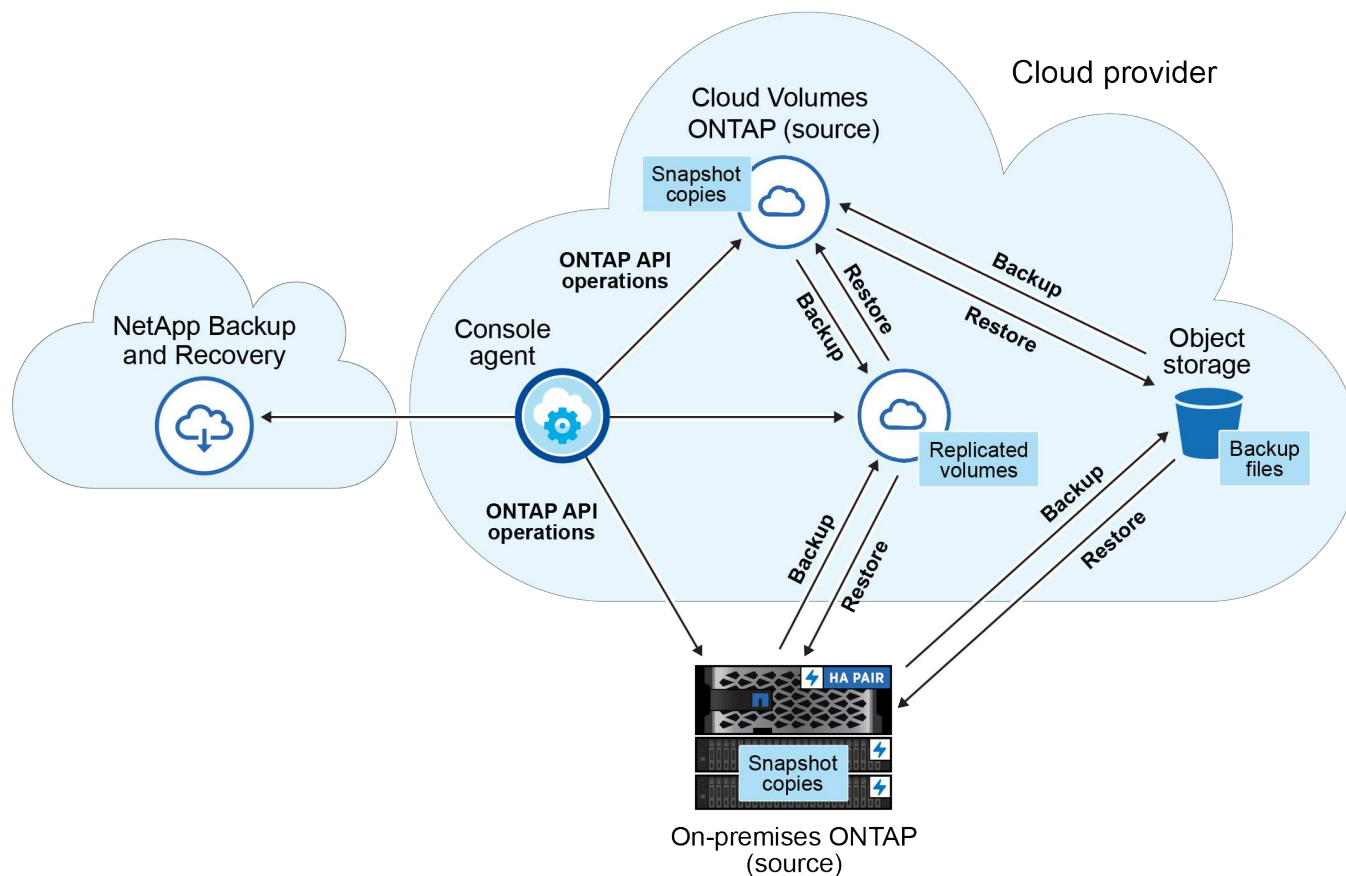 Cloud provider
Cloud Volumes
ONTAP (source)
Snapshot
copies
ONTAP API
operations
Backup
Restore
Restore
Backup
NetApp Backup
and Recovery
Console
agent
Object
storage
Backup
files
Replicated
volumes
ONTAP API
operations
Backup
Restore
Backup
Restore
HA PAIR
Snapshot
copies
On-premises ONTAP
(source)